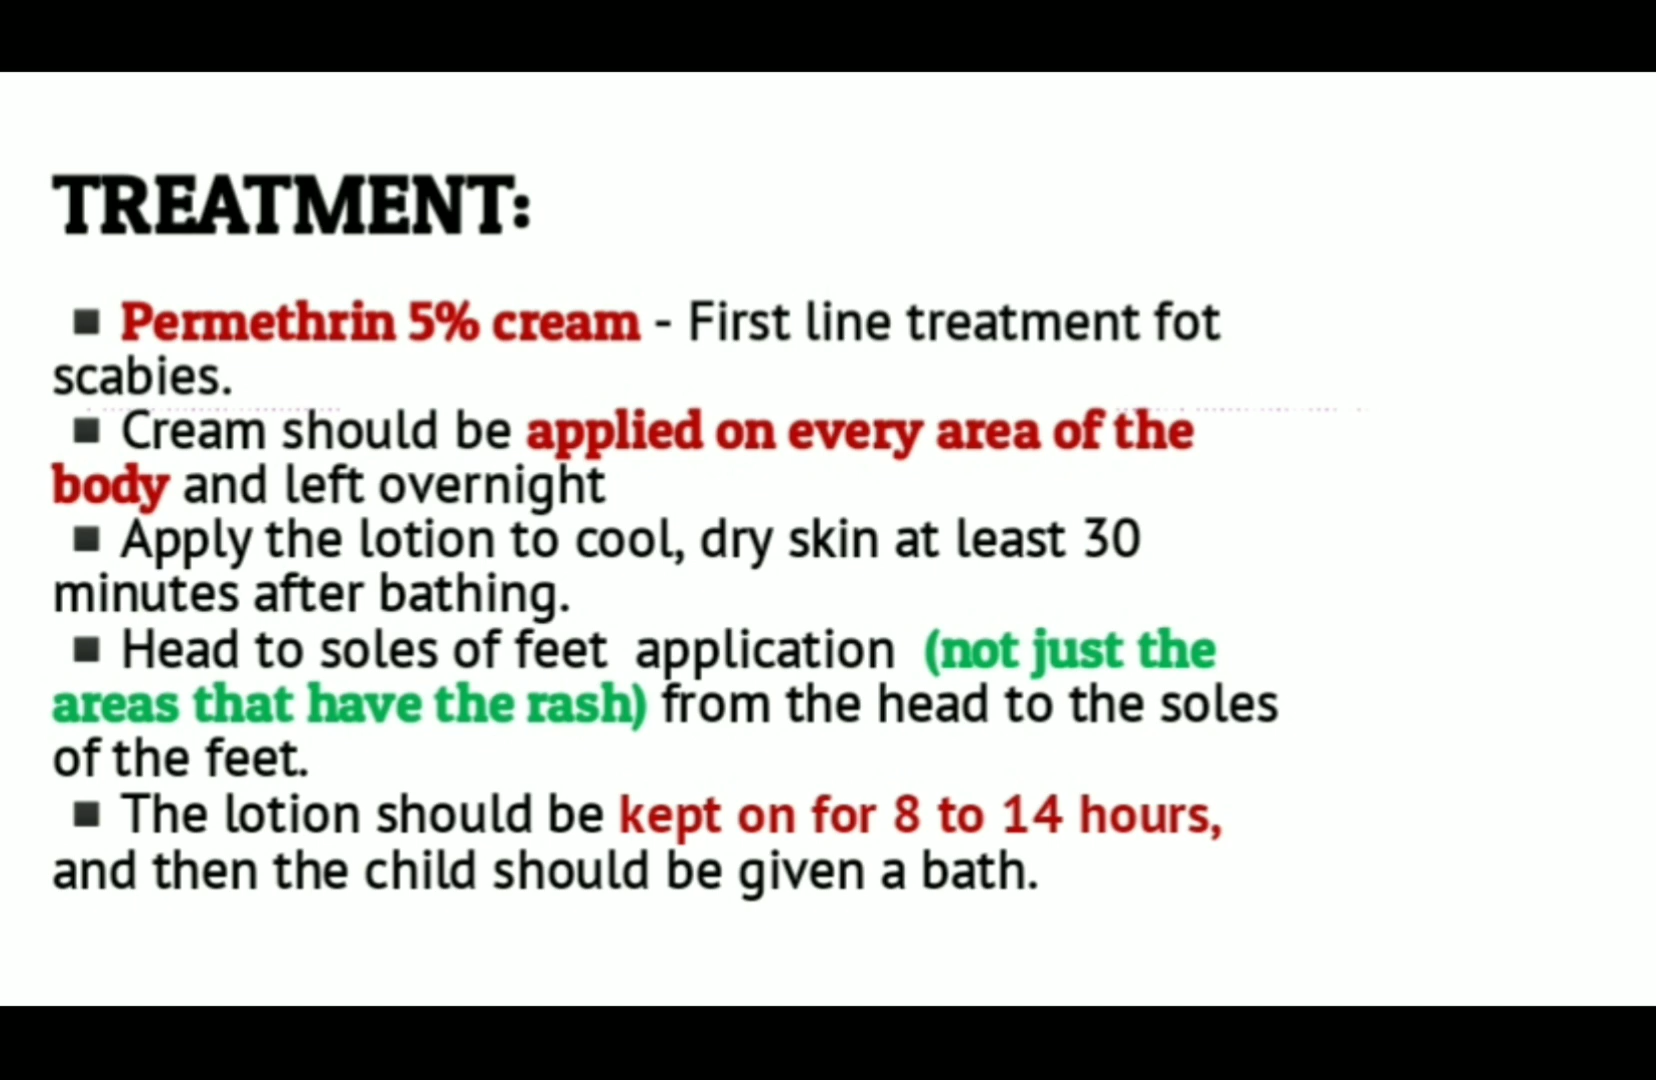 TREATMENT:
▪ Permethrin 5% cream - First line treatment fot
scabies.
▪ Cream should be applied on every area of the
body and left overnight
▪ Apply the lotion to cool, dry skin at least 30
minutes after bathing.
▪ Head to soles of feet application (not just the
areas that have the rash) from the head to the soles
of the feet.
▪ The lotion should be kept on for 8 to 14 hours,
and then the child should be given a bath.